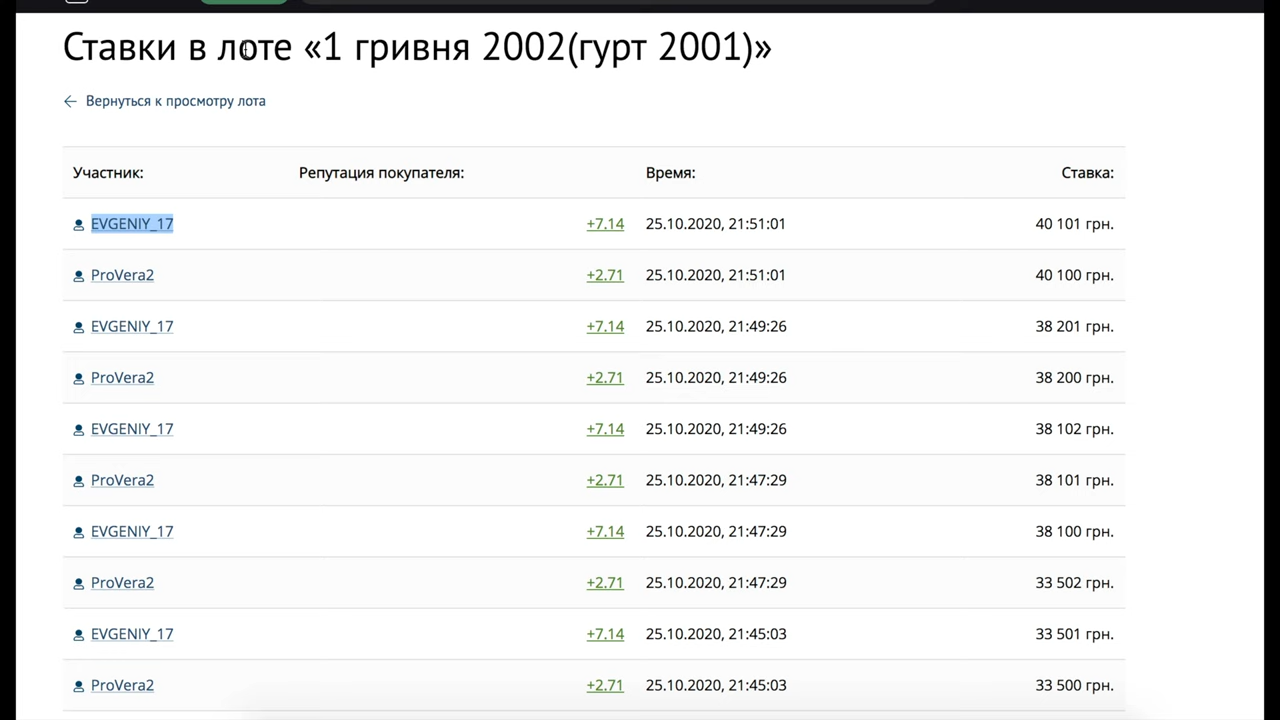 Ставки в лоте «1 гривня 2002(гурт 2001)»
← Вернуться к просмотру лота
Участник: Репутация покупателя: Время: Ставка:
EVGENIY_17 +7.14 25.10.2020, 21:51:01 40 101 грн.
ProVera2 +2.71 25.10.2020, 21:51:01 40 100 грн.
EVGENIY_17 +7.14 25.10.2020, 21:49:26 38 201 грн.
ProVera2 +2.71 25.10.2020, 21:49:26 38 200 грн.
EVGENIY_17 +7.14 25.10.2020, 21:49:26 38 102 грн.
ProVera2 +2.71 25.10.2020, 21:47:29 38 101 грн.
EVGENIY_17 +7.14 25.10.2020, 21:47:29 38 100 грн.
ProVera2 +2.71 25.10.2020, 21:47:29 33 502 грн.
EVGENIY_17 +7.14 25.10.2020, 21:45:03 33 501 грн.
ProVera2 +2.71 25.10.2020, 21:45:03 33 500 грн.